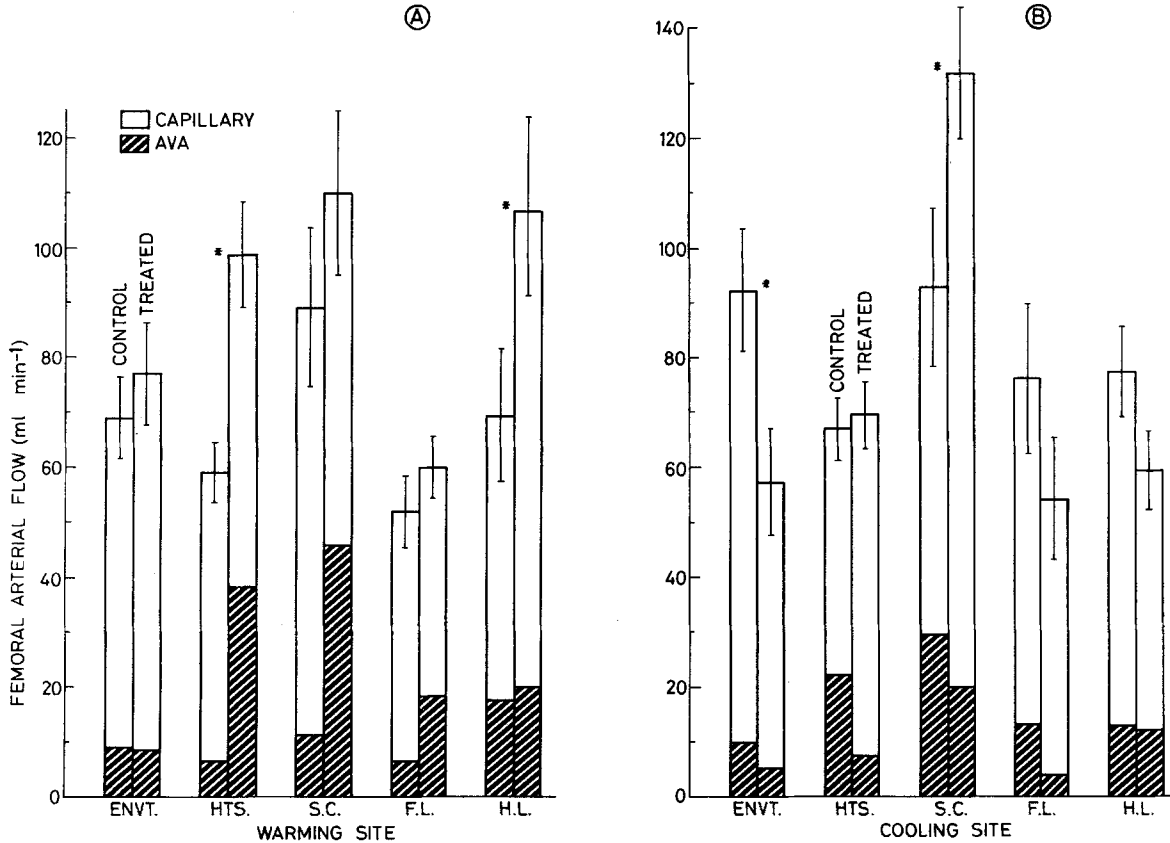 A
B
CAPILLARY
AVA
FEMORAL ARTERIAL FLOW (ml min⁻¹)
120
100
80
60
40
20
0
CONTROL
TREATED
*
*
ENVT.
HTS.
S.C.
F.L.
H.L.
WARMING SITE
140
120
100
80
60
40
20
0
*
CONTROL
TREATED
*
ENVT.
HTS.
S.C.
F.L.
H.L.
COOLING SITE